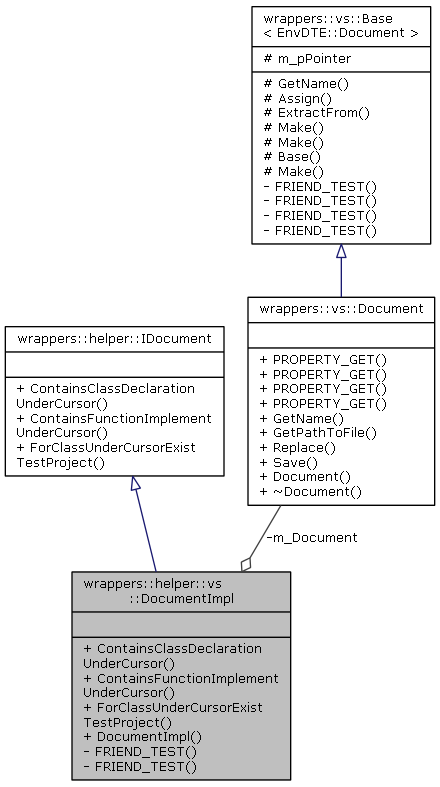 wrappers::vs::Base
< EnvDTE::Document >
# m_pPointer
# GetName()
# Assign()
# ExtractFrom()
# Make()
# Make()
# Base()
# Make()
- FRIEND_TEST()
- FRIEND_TEST()
- FRIEND_TEST()
- FRIEND_TEST()
wrappers::vs::Document
+ PROPERTY_GET()
+ PROPERTY_GET()
+ PROPERTY_GET()
+ PROPERTY_GET()
+ GetName()
+ GetPathToFile()
+ Replace()
+ Save()
+ Document()
+ ~Document()
wrappers::helper::IDocument
+ ContainsClassDeclaration
UnderCursor()
+ ContainsFunctionImplement
UnderCursor()
+ ForClassUnderCursorExist
TestProject()
-m_Document
wrappers::helper::vs
::DocumentImpl
+ ContainsClassDeclaration
UnderCursor()
+ ContainsFunctionImplement
UnderCursor()
+ ForClassUnderCursorExist
TestProject()
+ DocumentImpl()
- FRIEND_TEST()
- FRIEND_TEST()